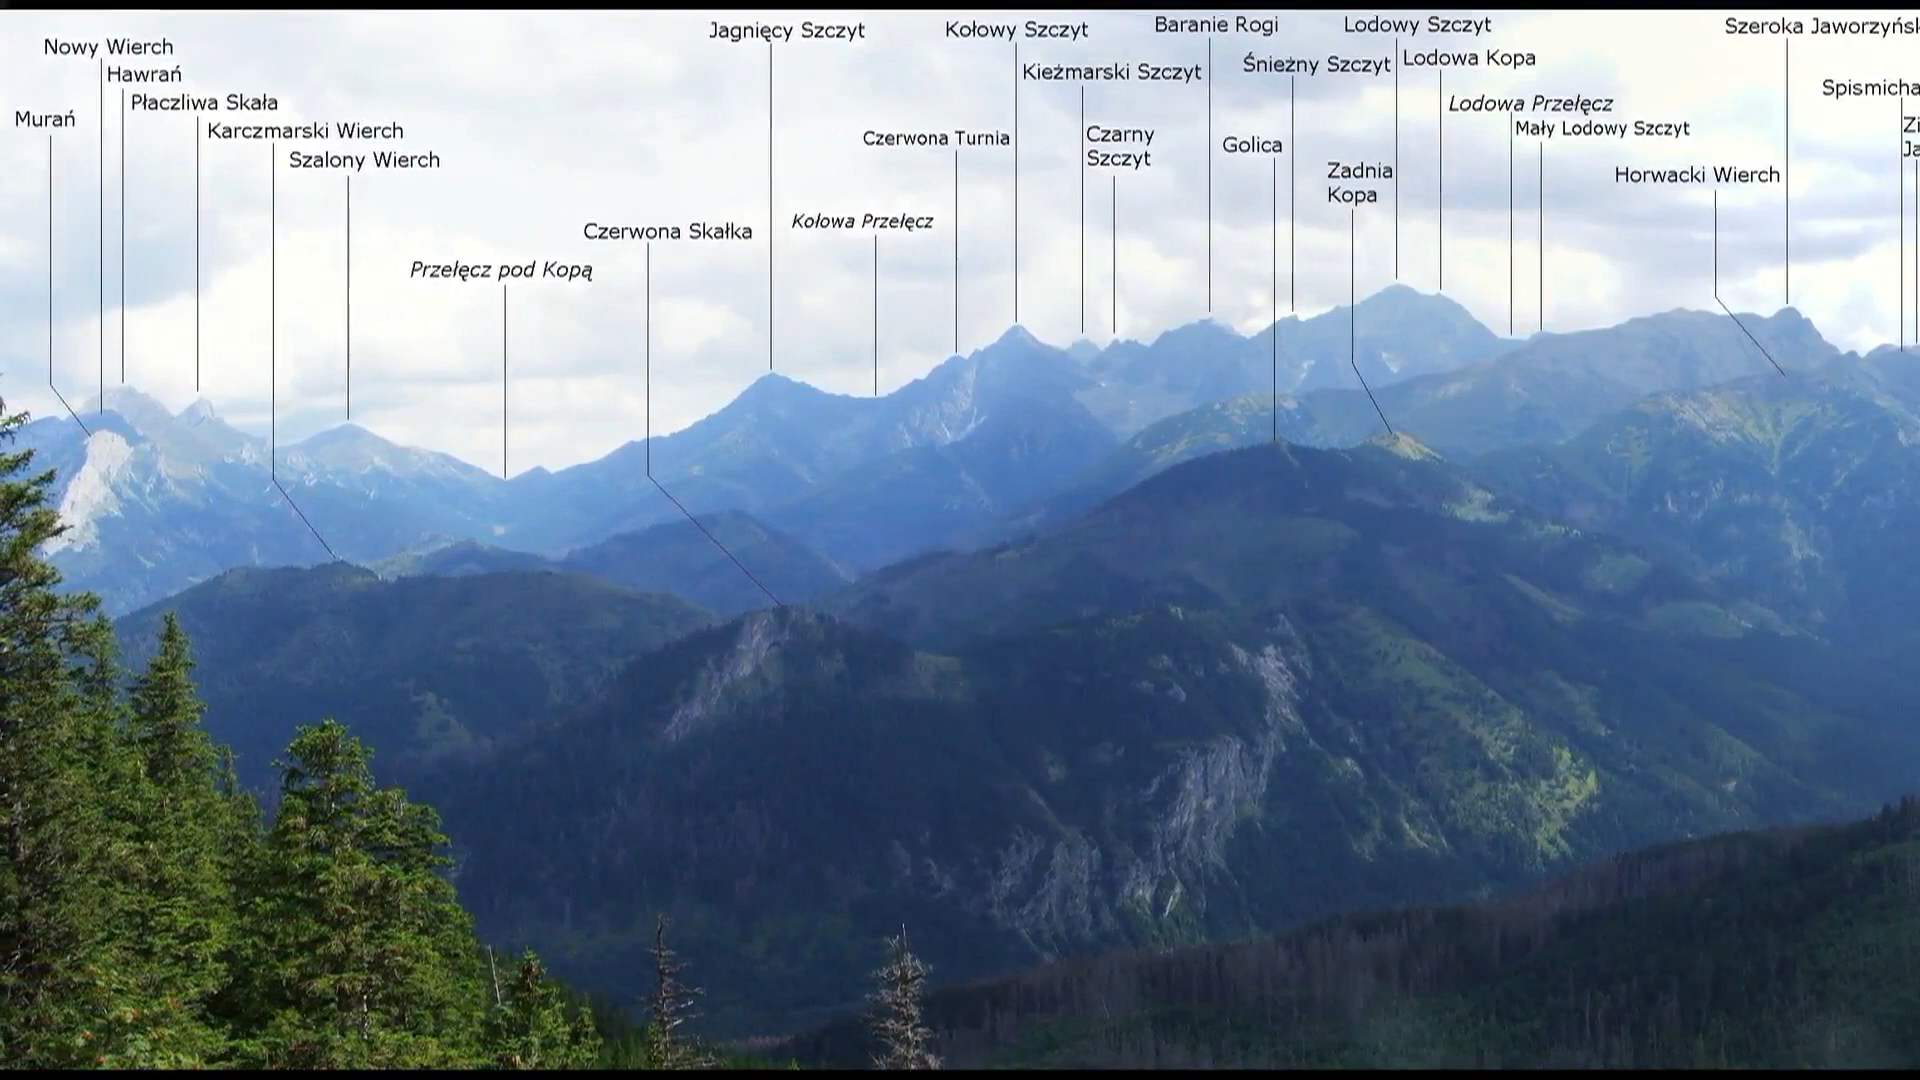 Murań
Nowy Wierch
Hawrań
Płaczliwa Skała
Karczmarski Wierch
Szalony Wierch
Przełęcz pod Kopą
Czerwona Skałka
Jagnięcy Szczyt
Kołowa Przełęcz
Czerwona Turnia
Kołowy Szczyt
Kieżmarski Szczyt
Czarny
Szczyt
Baranie Rogi
Golica
Śnieżny Szczyt
Zadnia
Kopa
Lodowy Szczyt
Lodowa Kopa
Lodowa Przełęcz
Mały Lodowy Szczyt
Horwacki Wierch
Szeroka Jaworzyńsk
Spismicha
Zi
Ja